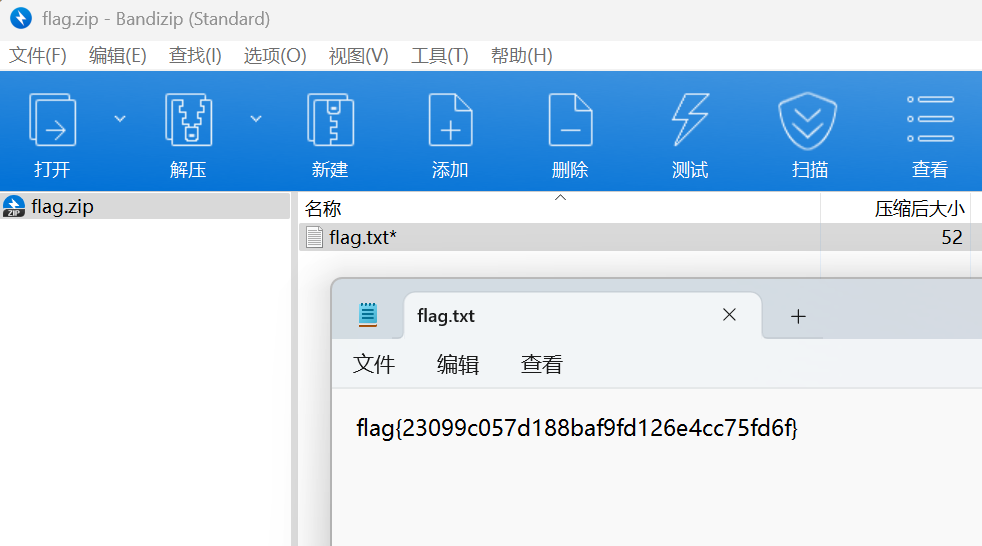 flag.zip - Bandizip (Standard)
文件(F) 编辑(E) 查找(I) 选项(O) 视图(V) 工具(T) 帮助(H)
打开 解压 新建 添加 删除 测试 扫描 查看
flag.zip
名称 压缩后大小
flag.txt* 52
flag.txt
文件 编辑 查看
flag{23099c057d188baf9fd126e4cc75fd6f}